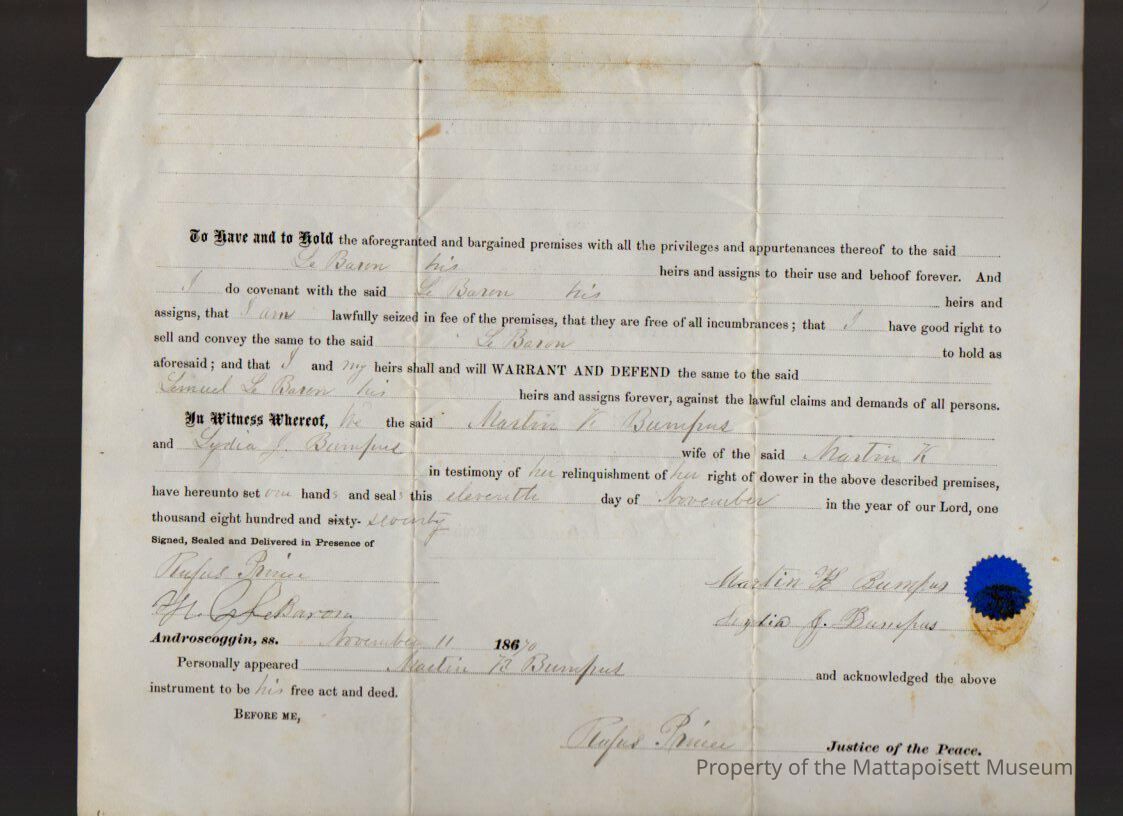 To Have and to Hold the aforegranted and bargained premises with all the privileges and appurtenances thereof to the said
Le Baron his heirs and assigns to their use and behoof forever. And
I do covenant with the said Le Baron his heirs and
assigns, that I am lawfully seized in fee of the premises, that they are free of all incumbrances; that I have good right to
sell and convey the same to the said Le Baron to hold as
aforesaid; and that I and my heirs shall and will WARRANT AND DEFEND the same to the said
Lemuel Le Baron his heirs and assigns forever, against the lawful claims and demands of all persons.
In Witness Whereof, We the said Martin K Bumpus
and Lydia J. Bumpus wife of the said Martin K
in testimony of her relinquishment of her right of dower in the above described premises,
have hereunto set our hands and seals this eleventh day of November in the year of our Lord, one
thousand eight hundred and sixty- seventy
Signed, Sealed and Delivered in Presence of
Rufus Prince Martin K Bumpus
LeBaron Lydia J. Bumpus
Androscoggin, ss. November 11 18670
Personally appeared Martin K Bumpus and acknowledged the above
instrument to be his free act and deed.
BEFORE ME,
Rufus Prince Justice of the Peace.
Property of the Mattapoisett Museum